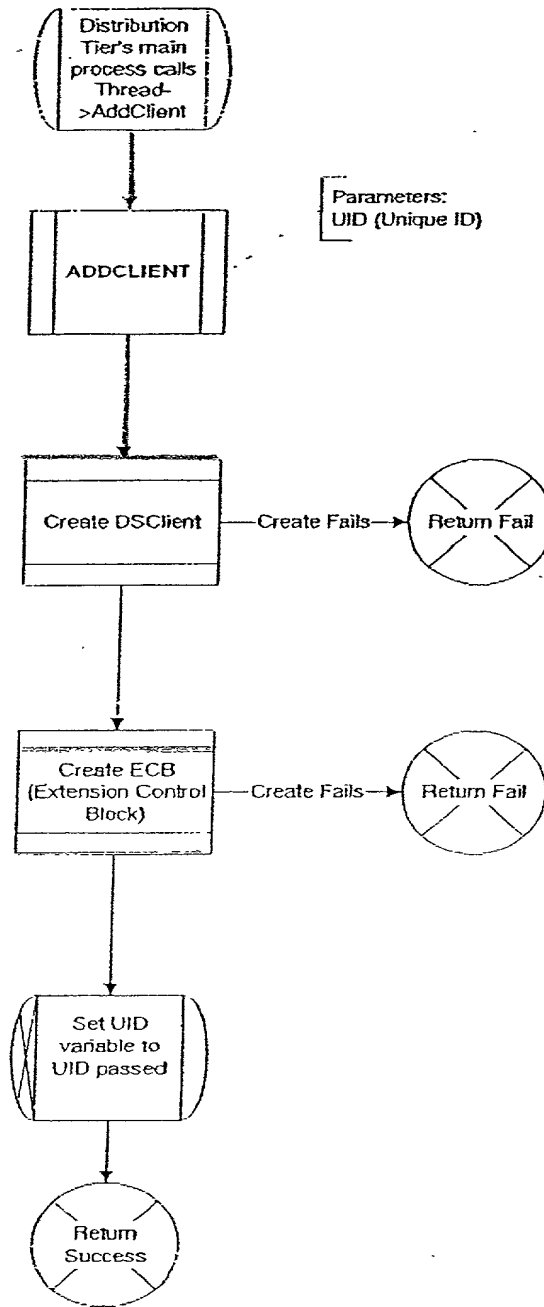 Distribution
Tier's main
process calls
Thread-
>AddClient
Parameters:
UID (Unique ID)
ADDCLIENT
Create DSClient
Create Fails
Return Fail
Create ECB
(Extension Control
Block)
Create Fails
Return Fail
Set UID
variable to
UID passed
Return
Success